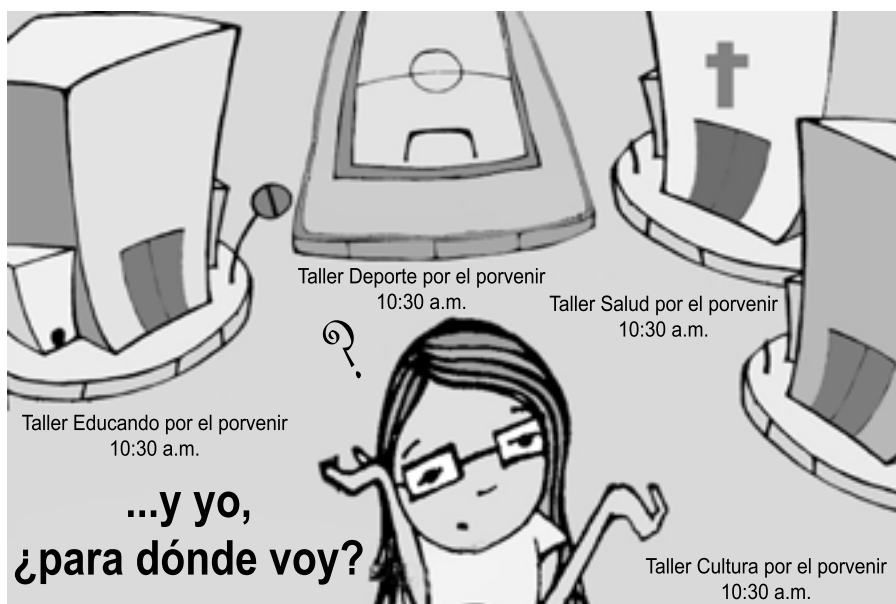 Taller Deporte por el porvenir
10:30 a.m.
Taller Salud por el porvenir
10:30 a.m.
?
Taller Educando por el porvenir
10:30 a.m.
...y yo,
¿para dónde voy?
Taller Cultura por el porvenir
10:30 a.m.